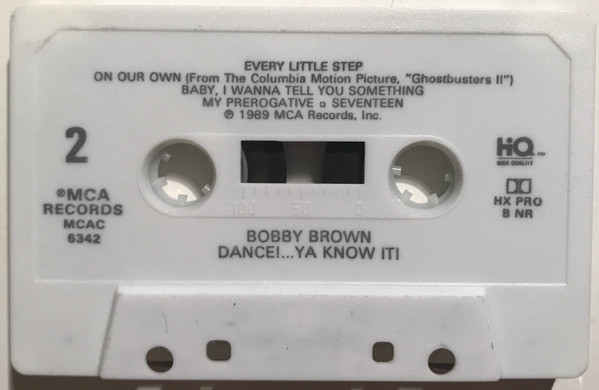 EVERY LITTLE STEP
ON OUR OWN (From The Columbia Motion Picture, "Ghostbusters II")
BABY, I WANNA TELL YOU SOMETHING
MY PREROGATIVE □ SEVENTEEN
℗ 1989 MCA Records, Inc.
2
HiQ
HIGH QUALITY
®MCA
RECORDS
MCAC
6342
HX PRO
B NR
100 50 0
BOBBY BROWN
DANCE!...YA KNOW IT!